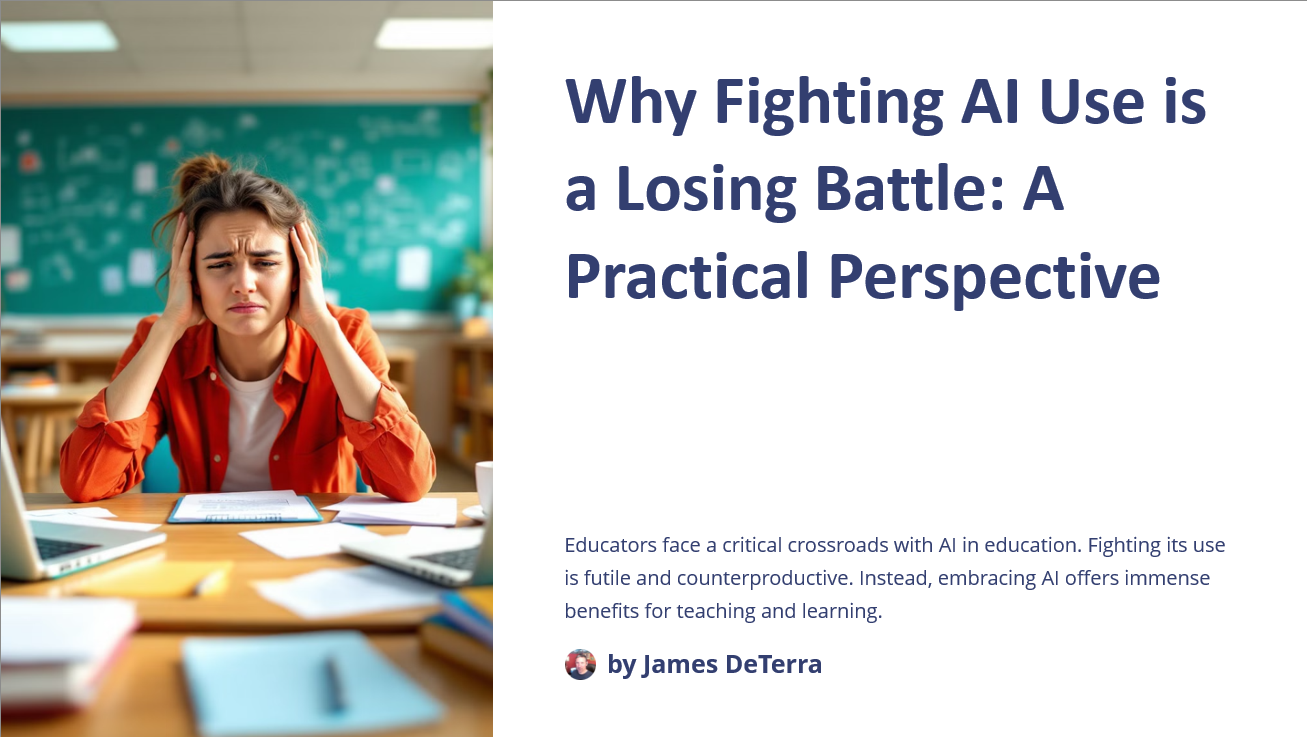 Why Fighting AI Use is
a Losing Battle: A
Practical Perspective
Educators face a critical crossroads with AI in education. Fighting its use
is futile and counterproductive. Instead, embracing AI offers immense
benefits for teaching and learning.
by James DeTerra